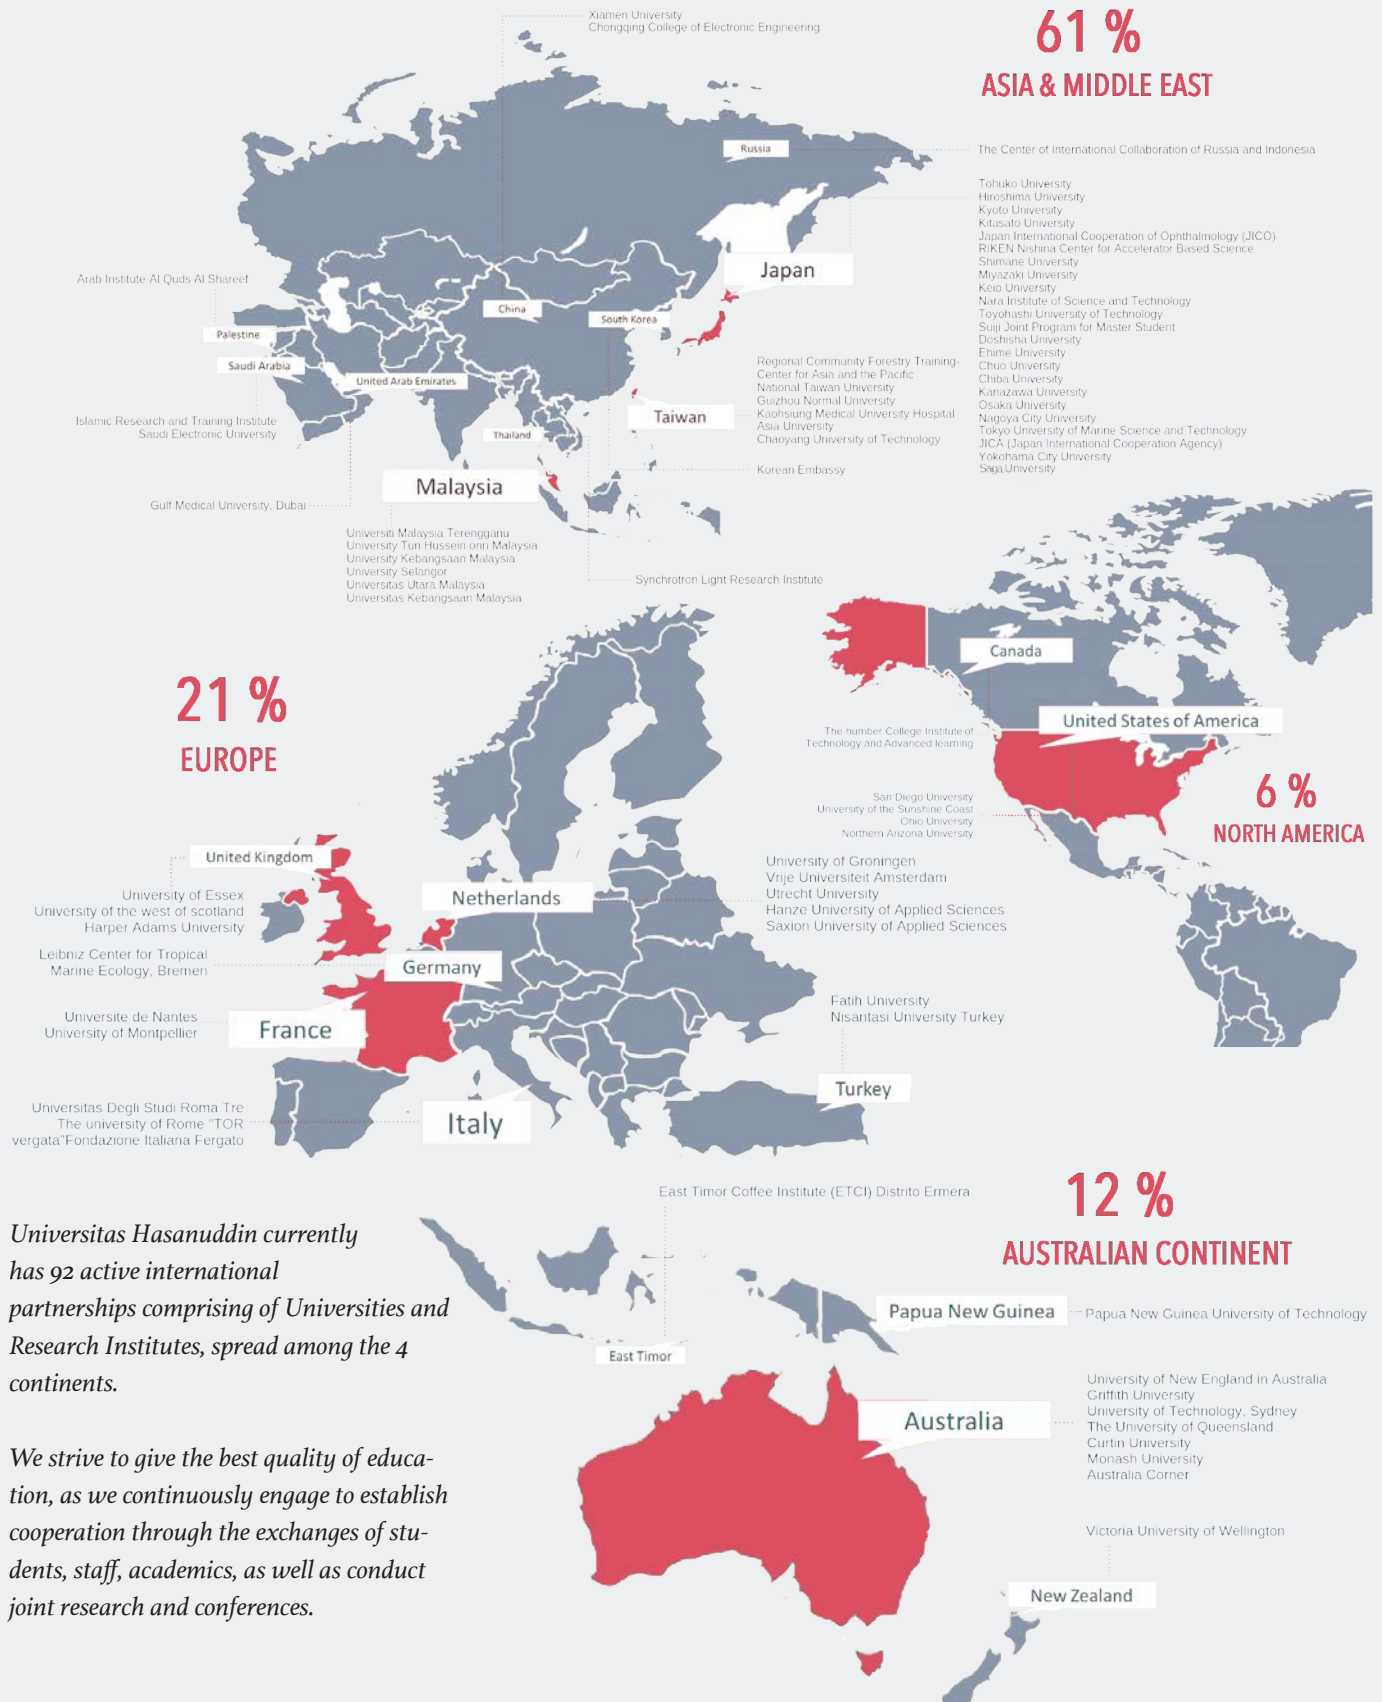 Xiamen University
Chongqing College of Electronic Engineering
61 %
ASIA & MIDDLE EAST
Russia
The Center of International Collaboration of Russia and Indonesia
Tohuko University
Hiroshima University
Kyoto University
Kitasato University
Japan International Cooperation of Ophthalmology (JICO)
RIKEN Nishina Center for Accelerator Based Science
Shimane University
Miyazaki University
Keio University
Nara Institute of Science and Technology
Toyohashi University of Technology
Suiji Joint Program for Master Student
Doshisha University
Ehime University
Chuo University
Chiba University
Kanazawa University
Osaka University
Nagoya City University
Tokyo University of Marine Science and Technology
JICA (Japan International Cooperation Agency)
Yokohama City University
Saga University
Japan
Arab Institute-Al Quds Al Shareef
China
South Korea
Palestine
Saudi Arabia
United Arab Emirates
Regional Community Forestry Training-
Center for Asia and the Pacific
National Taiwan University
Guizhou Normal University
Kaohsiung Medical University Hospital
Asia University
Chaoyang University of Technology
Taiwan
Islamic Research and Training Institute
Saudi Electronic University
Thailand
Korean Embassy
Malaysia
Gulf Medical University, Dubai
Universiti Malaysia Terengganu
University Tun Hussein onn Malaysia
University Kebangsaan Malaysia
University Selangor
Universitas Utara Malaysia
Universitas Kebangsaan Malaysia
Synchrotron Light Research Institute
Canada
United States of America
The humber College Institute of
Technology and Advanced learning
San Diego University
University of the Sunshine Coast
Ohio University
Northern Arizona University
6 %
NORTH AMERICA
21 %
EUROPE
United Kingdom
University of Essex
University of the west of scotland
Harper Adams University
Netherlands
University of Groningen
Vrije Universiteit Amsterdam
Utrecht University
Hanze University of Applied Sciences
Saxion University of Applied Sciences
Leibniz Center for Tropical
Marine Ecology, Bremen
Germany
Universite de Nantes
University of Montpellier
France
Fatih University
Nisantasi University Turkey
Turkey
Universitas Degli Studi Roma Tre
The university of Rome "TOR
vergata"Fondazione Italiana Fergato
Italy
East Timor Coffee Institute (ETCI) Distrito Ermera
12 %
AUSTRALIAN CONTINENT
Universitas Hasanuddin currently
has 92 active international
partnerships comprising of Universities and
Research Institutes, spread among the 4
continents.
We strive to give the best quality of educa-
tion, as we continuously engage to establish
cooperation through the exchanges of stu-
dents, staff, academics, as well as conduct
joint research and conferences.
Papua New Guinea
Papua New Guinea University of Technology
East Timor
Australia
University of New England in Australia
Griffith University
University of Technology, Sydney
The University of Queensland
Curtin University
Monash University
Australia Corner
Victoria University of Wellington
New Zealand